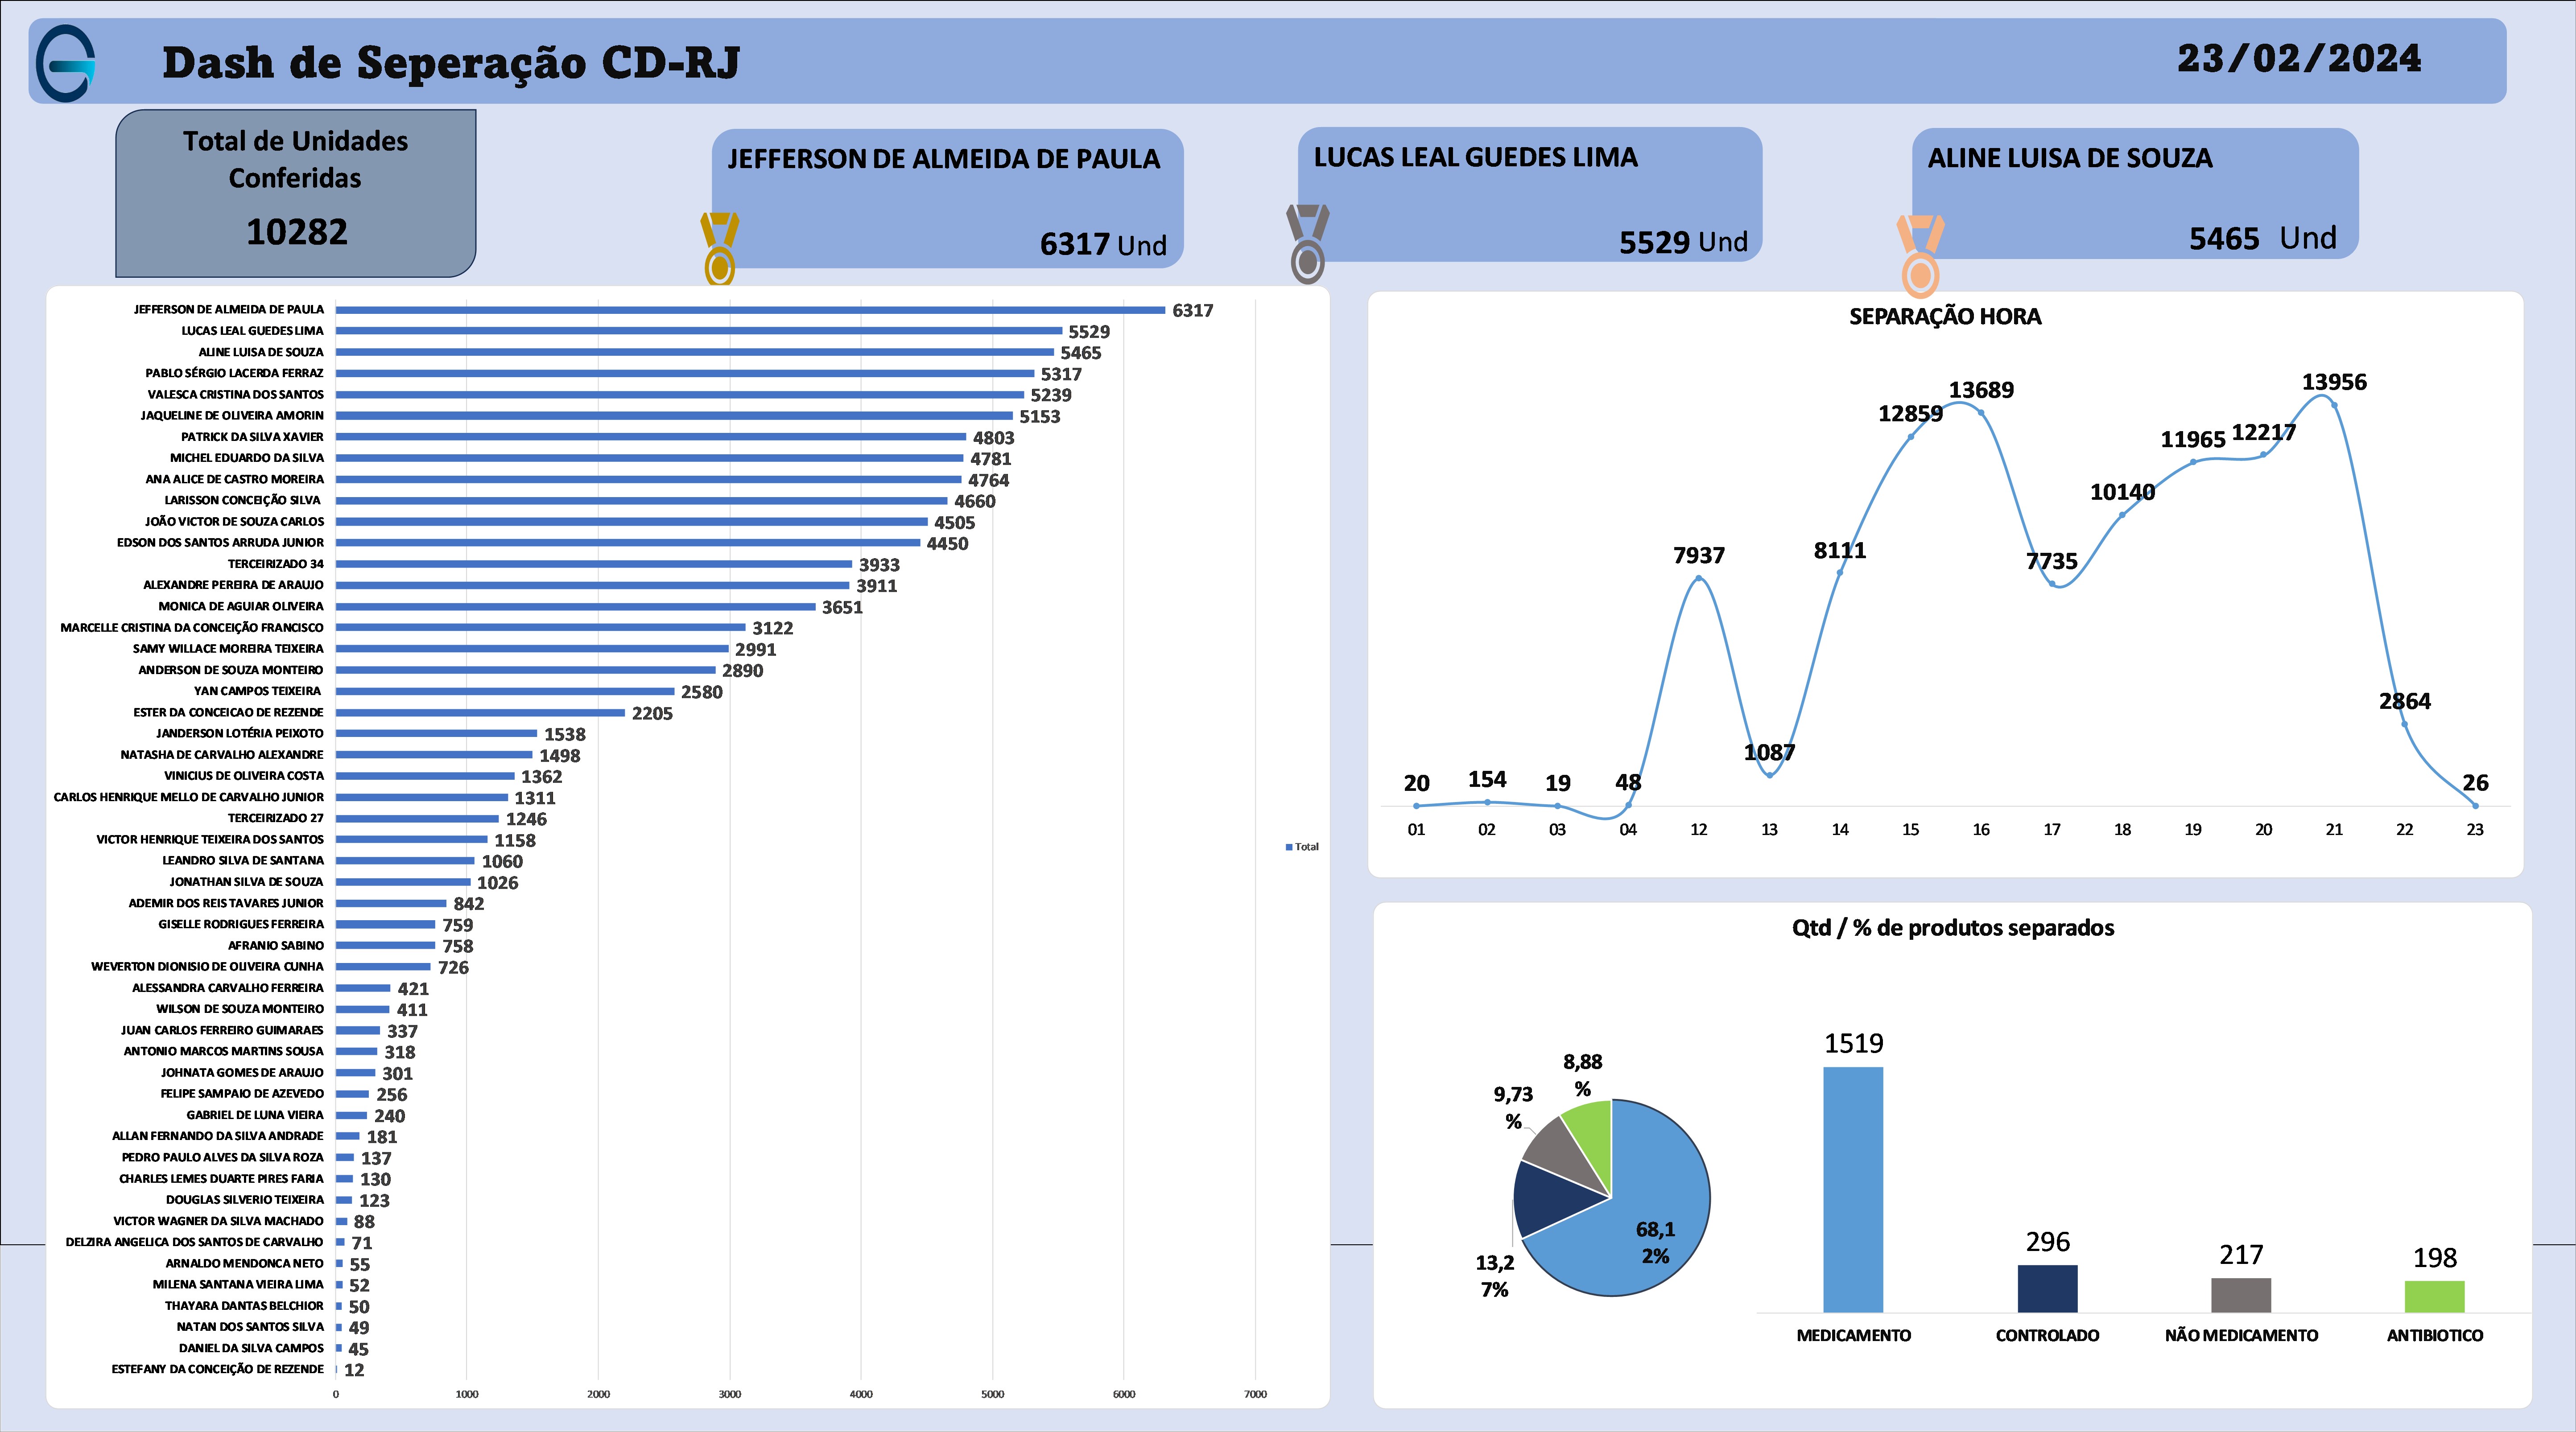 Dash de Seperação CD-RJ
23/02/2024
Total de Unidades
Conferidas
10282
JEFFERSON DE ALMEIDA DE PAULA
6317 Und
LUCAS LEAL GUEDES LIMA
5529 Und
ALINE LUISA DE SOUZA
5465 Und
JEFFERSON DE ALMEIDA DE PAULA 6317
LUCAS LEAL GUEDES LIMA 5529
ALINE LUISA DE SOUZA 5465
PABLO SÉRGIO LACERDA FERRAZ 5317
VALESCA CRISTINA DOS SANTOS 5239
JAQUELINE DE OLIVEIRA AMORIN 5153
PATRICK DA SILVA XAVIER 4803
MICHEL EDUARDO DA SILVA 4781
ANA ALICE DE CASTRO MOREIRA 4764
LARISSON CONCEIÇÃO SILVA 4660
JOÃO VICTOR DE SOUZA CARLOS 4505
EDSON DOS SANTOS ARRUDA JUNIOR 4450
TERCEIRIZADO 34 3933
ALEXANDRE PEREIRA DE ARAUJO 3911
MONICA DE AGUIAR OLIVEIRA 3651
MARCELLE CRISTINA DA CONCEIÇÃO FRANCISCO 3122
SAMY WILLACE MOREIRA TEIXEIRA 2991
ANDERSON DE SOUZA MONTEIRO 2890
YAN CAMPOS TEIXEIRA 2580
ESTER DA CONCEICAO DE REZENDE 2205
JANDERSON LOTÉRIA PEIXOTO 1538
NATASHA DE CARVALHO ALEXANDRE 1498
VINICIUS DE OLIVEIRA COSTA 1362
CARLOS HENRIQUE MELLO DE CARVALHO JUNIOR 1311
TERCEIRIZADO 27 1246
VICTOR HENRIQUE TEIXEIRA DOS SANTOS 1158
LEANDRO SILVA DE SANTANA 1060
JONATHAN SILVA DE SOUZA 1026
ADEMIR DOS REIS TAVARES JUNIOR 842
GISELLE RODRIGUES FERREIRA 759
AFRANIO SABINO 758
WEVERTON DIONISIO DE OLIVEIRA CUNHA 726
ALESSANDRA CARVALHO FERREIRA 421
WILSON DE SOUZA MONTEIRO 411
JUAN CARLOS FERREIRO GUIMARAES 337
ANTONIO MARCOS MARTINS SOUSA 318
JOHNATA GOMES DE ARAUJO 301
FELIPE SAMPAIO DE AZEVEDO 256
GABRIEL DE LUNA VIEIRA 240
ALLAN FERNANDO DA SILVA ANDRADE 181
PEDRO PAULO ALVES DA SILVA ROZA 137
CHARLES LEMES DUARTE PIRES FARIA 130
DOUGLAS SILVERIO TEIXEIRA 123
VICTOR WAGNER DA SILVA MACHADO 88
DELZIRA ANGELICA DOS SANTOS DE CARVALHO 71
ARNALDO MENDONCA NETO 55
MILENA SANTANA VIEIRA LIMA 52
THAYARA DANTAS BELCHIOR 50
NATAN DOS SANTOS SILVA 49
DANIEL DA SILVA CAMPOS 45
ESTEFANY DA CONCEIÇÃO DE REZENDE 12
0 1000 2000 3000 4000 5000 6000 7000
Total
SEPARAÇÃO HORA
20 154 19 48 7937 1087 8111 12859 13689 7735 10140 11965 12217 13956 2864 26
01 02 03 04 12 13 14 15 16 17 18 19 20 21 22 23
Qtd / % de produtos separados
8,88
%
9,73
%
13,2
7%
68,1
2%
1519 296 217 198
MEDICAMENTO CONTROLADO NÃO MEDICAMENTO ANTIBIOTICO